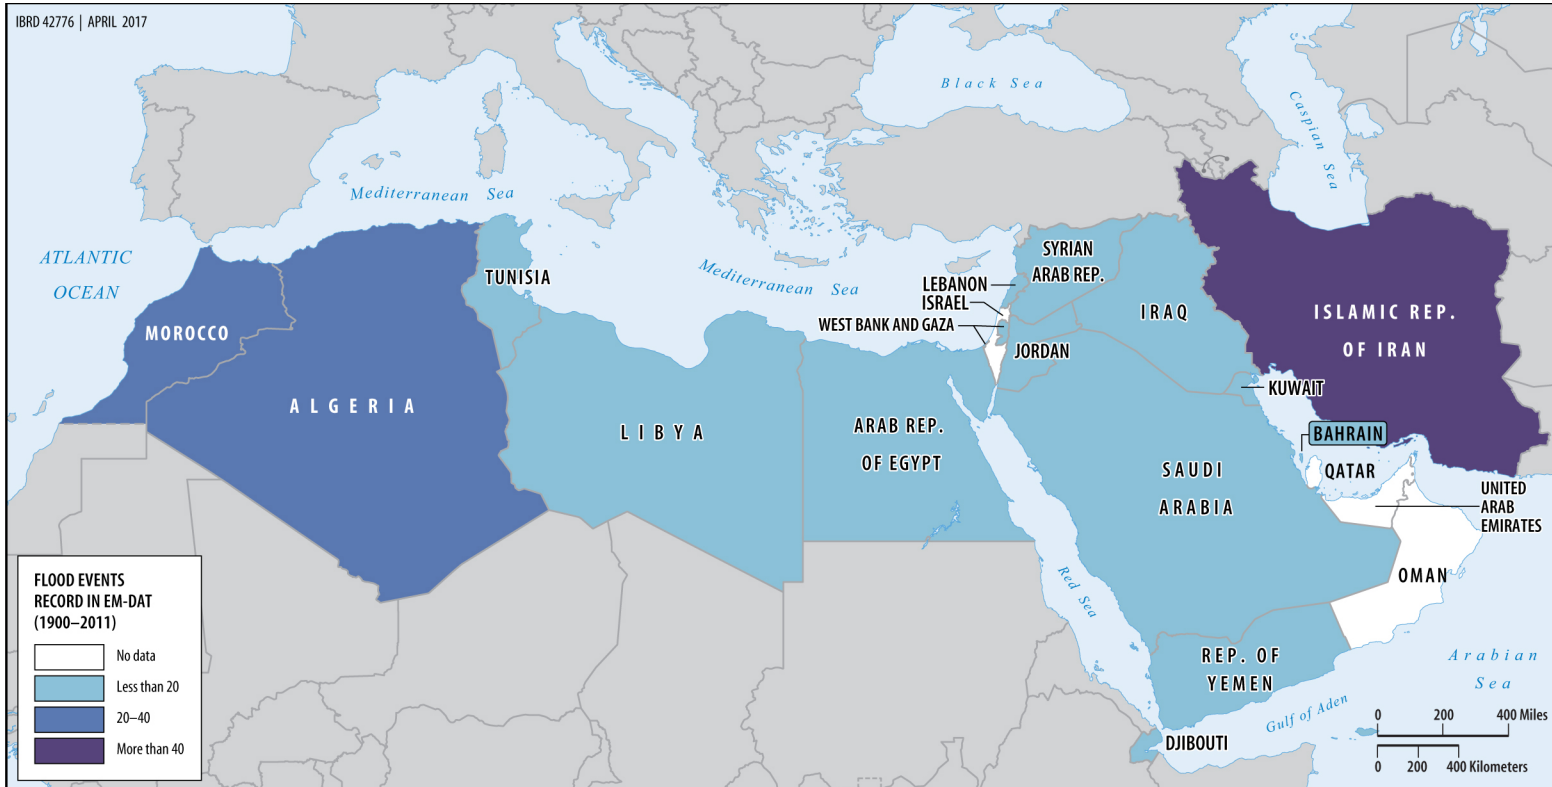 IBRD 42776 | APRIL 2017
Black Sea
Caspian Sea
Mediterranean Sea
ATLANTIC
OCEAN
TUNISIA
Mediterranean Sea
SYRIAN
ARAB REP.
LEBANON
ISRAEL
WEST BANK AND GAZA
JORDAN
IRAQ
ISLAMIC REP.
OF IRAN
MOROCCO
ALGERIA
LIBYA
ARAB REP.
OF EGYPT
KUWAIT
BAHRAIN
QATAR
SAUDI
ARABIA
UNITED
ARAB
EMIRATES
OMAN
Red Sea
REP. OF
YEMEN
Arabian
Sea
Gulf of Aden
DJIBOUTI
FLOOD EVENTS
RECORD IN EM-DAT
(1900–2011)
No data
Less than 20
20–40
More than 40
0 200 400 Miles
0 200 400 Kilometers